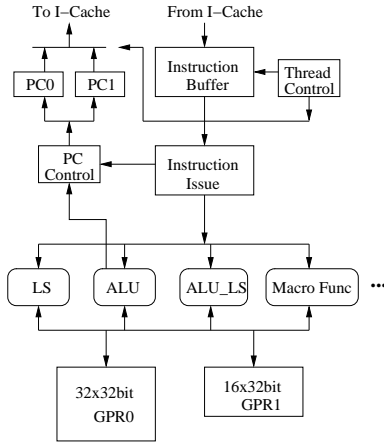 To I−Cache
From I−Cache
PC0
PC1
Instruction
Buffer
Thread
Control
PC
Control
Instruction
Issue
LS
ALU
ALU_LS
Macro Func
...
32x32bit
GPR0
16x32bit
GPR1